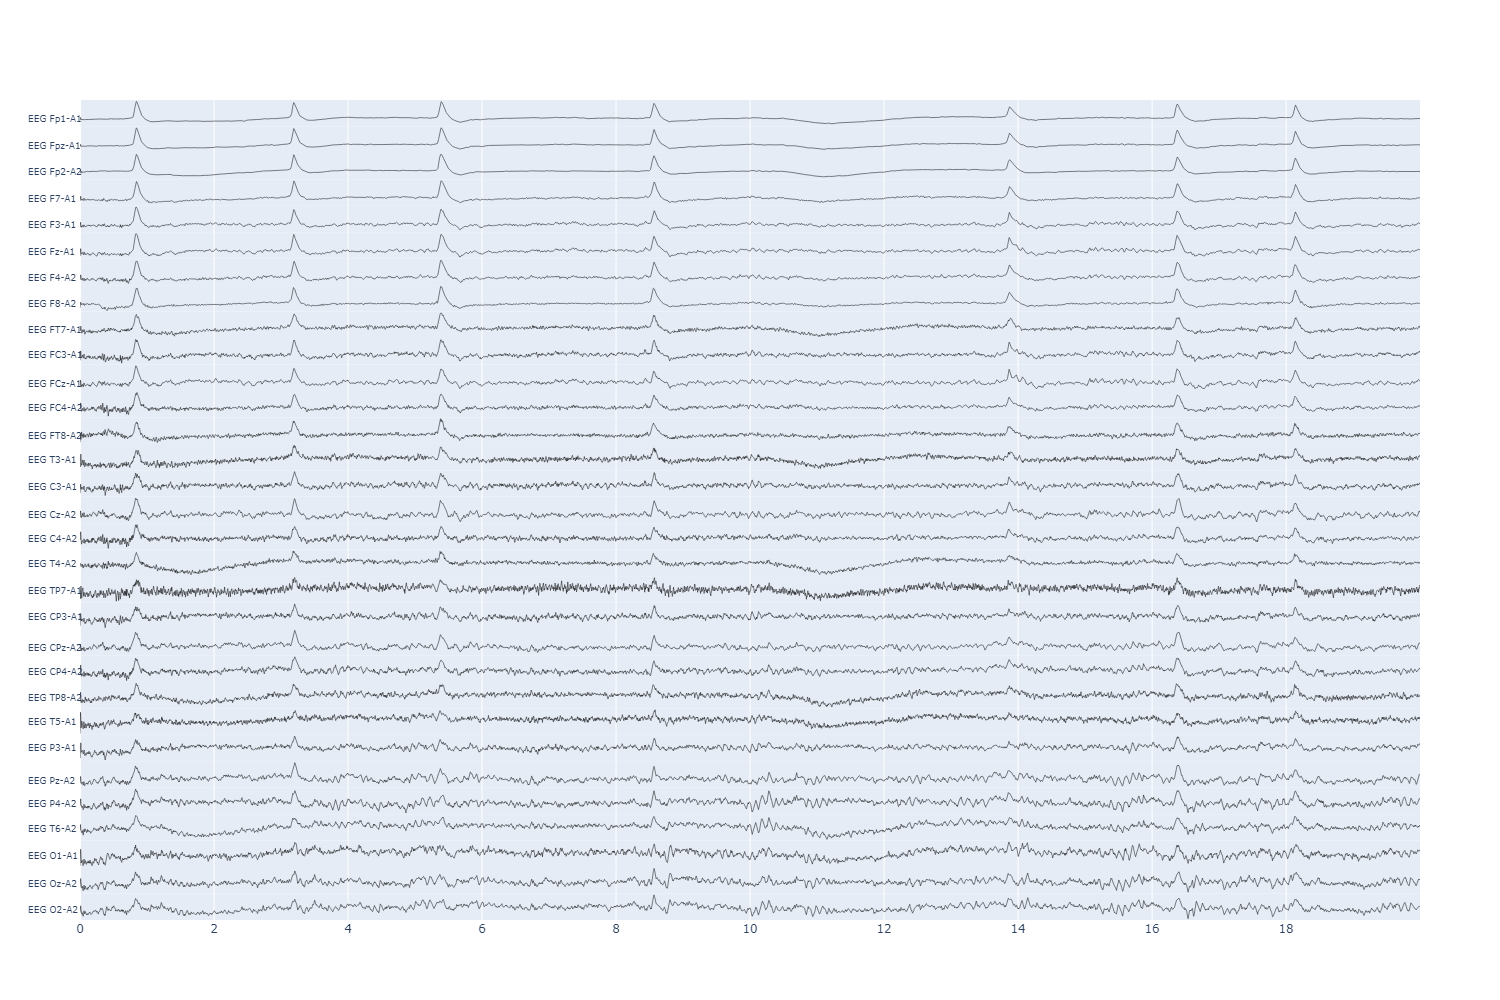 EEG Fp1-A1
EEG Fpz-A1
EEG Fp2-A2
EEG F7-A1
EEG F3-A1
EEG Fz-A1
EEG F4-A2
EEG F8-A2
EEG FT7-A1
EEG FC3-A1
EEG FCz-A1
EEG FC4-A2
EEG FT8-A2
EEG T3-A1
EEG C3-A1
EEG Cz-A2
EEG C4-A2
EEG T4-A2
EEG TP7-A1
EEG CP3-A1
EEG CPz-A2
EEG CP4-A2
EEG TP8-A2
EEG T5-A1
EEG P3-A1
EEG Pz-A2
EEG P4-A2
EEG T6-A2
EEG O1-A1
EEG Oz-A2
EEG O2-A2
0 2 4 6 8 10 12 14 16 18